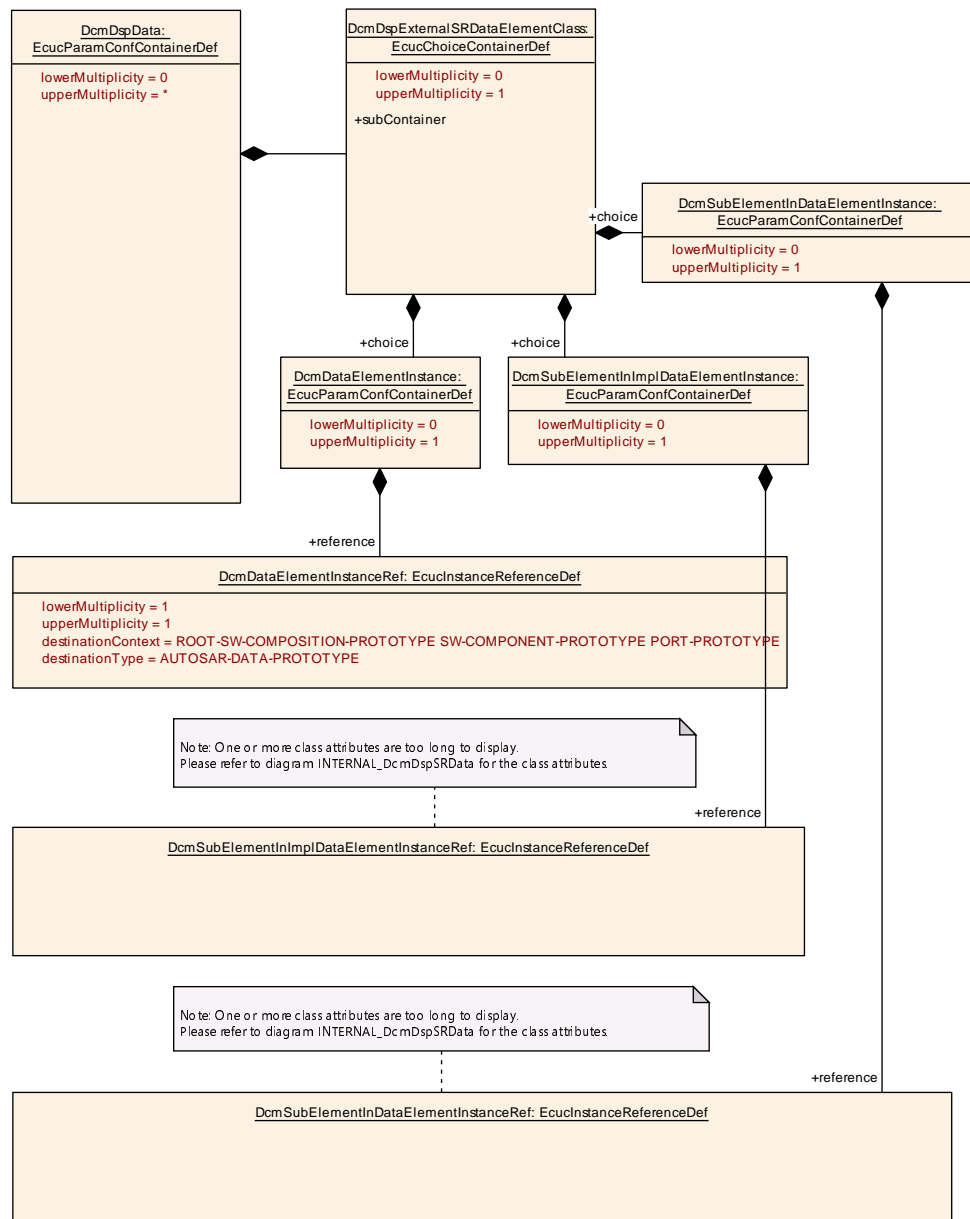 DcmDspData:
EcucParamConfContainerDef
lowerMultiplicity = 0
upperMultiplicity = *
DcmDspExternalSRDataElementClass:
EcucChoiceContainerDef
lowerMultiplicity = 0
upperMultiplicity = 1
+subContainer
+choice
DcmSubElementInDataElementInstance:
EcucParamConfContainerDef
lowerMultiplicity = 0
upperMultiplicity = 1
+choice
+choice
DcmDataElementInstance:
EcucParamConfContainerDef
lowerMultiplicity = 0
upperMultiplicity = 1
DcmSubElementInImplDataElementInstance:
EcucParamConfContainerDef
lowerMultiplicity = 0
upperMultiplicity = 1
+reference
DcmDataElementInstanceRef: EcucInstanceReferenceDef
lowerMultiplicity = 1
upperMultiplicity = 1
destinationContext = ROOT-SW-COMPOSITION-PROTOTYPE SW-COMPONENT-PROTOTYPE PORT-PROTOTYPE
destinationType = AUTOSAR-DATA-PROTOTYPE
Note: One or more class attributes are too long to display.
Please refer to diagram INTERNAL_DcmDspSRData for the class attributes.
+reference
DcmSubElementInImplDataElementInstanceRef: EcucInstanceReferenceDef
Note: One or more class attributes are too long to display.
Please refer to diagram INTERNAL_DcmDspSRData for the class attributes.
+reference
DcmSubElementInDataElementInstanceRef: EcucInstanceReferenceDef